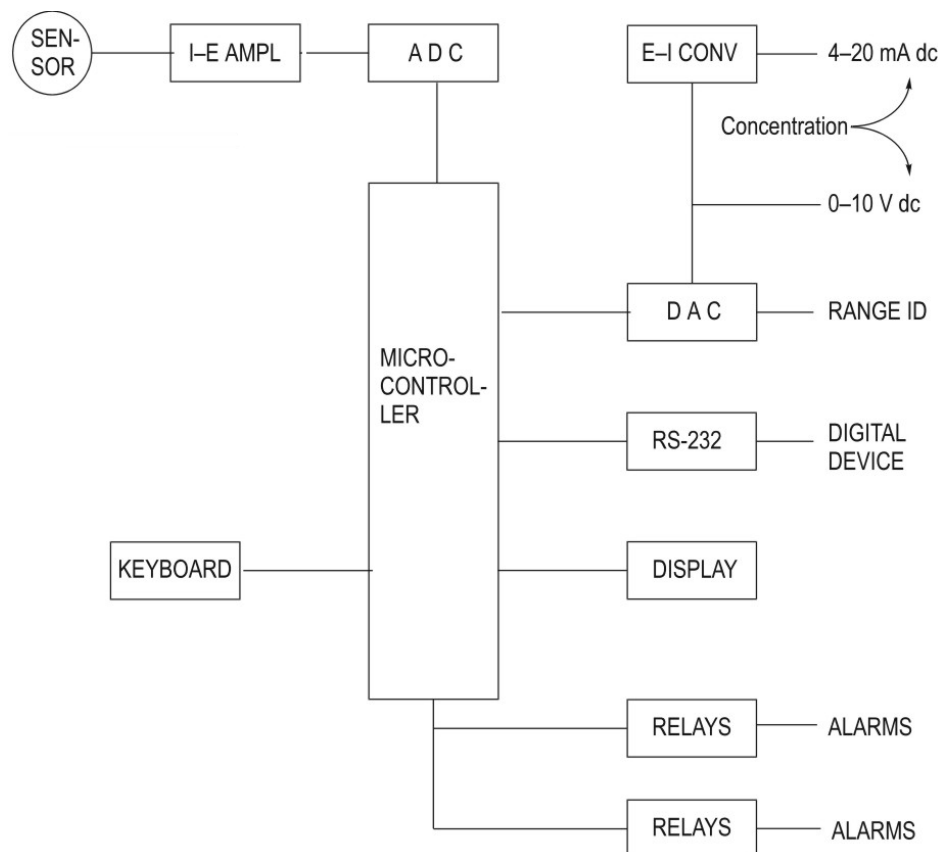 SEN-
SOR
I–E AMPL
A D C
E–I CONV
4–20 mA dc
Concentration
0–10 V dc
D A C
RANGE ID
MICRO-
CONTROL-
LER
RS-232
DIGITAL
DEVICE
KEYBOARD
DISPLAY
RELAYS
ALARMS
RELAYS
ALARMS